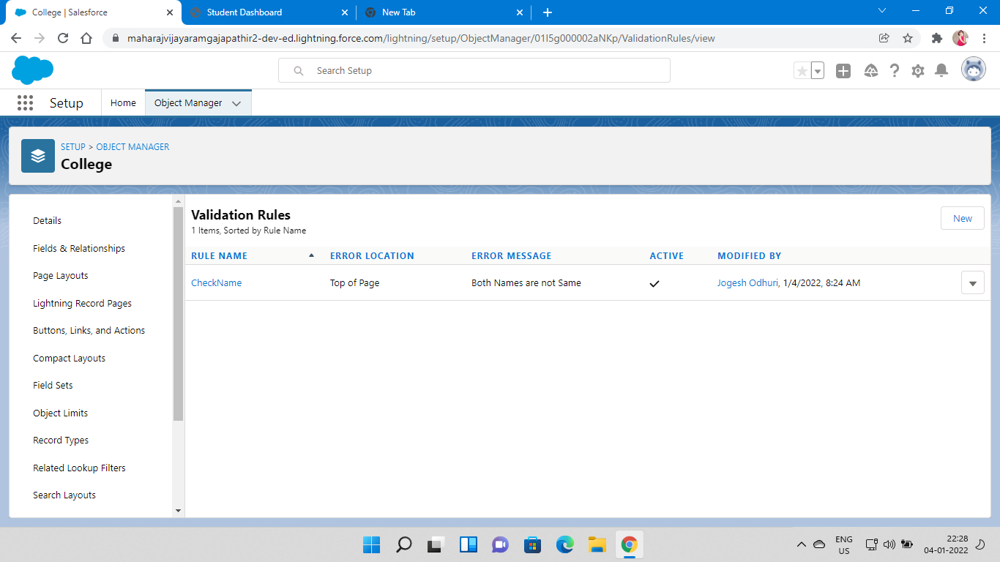 College | Salesforce
Student Dashboard
New Tab
maharajvijayaramgajapathir2-dev-ed.lightning.force.com/lightning/setup/ObjectManager/01I5g000002aNKp/ValidationRules/view
Search Setup
Setup
Home
Object Manager
SETUP > OBJECT MANAGER
College
Details
Fields & Relationships
Page Layouts
Lightning Record Pages
Buttons, Links, and Actions
Compact Layouts
Field Sets
Object Limits
Record Types
Related Lookup Filters
Search Layouts
Validation Rules
1 Items, Sorted by Rule Name
New
RULE NAME ERROR LOCATION ERROR MESSAGE ACTIVE MODIFIED BY
CheckName Top of Page Both Names are not Same Jogesh Odhuri, 1/4/2022, 8:24 AM
ENG
US
22:28
04-01-2022